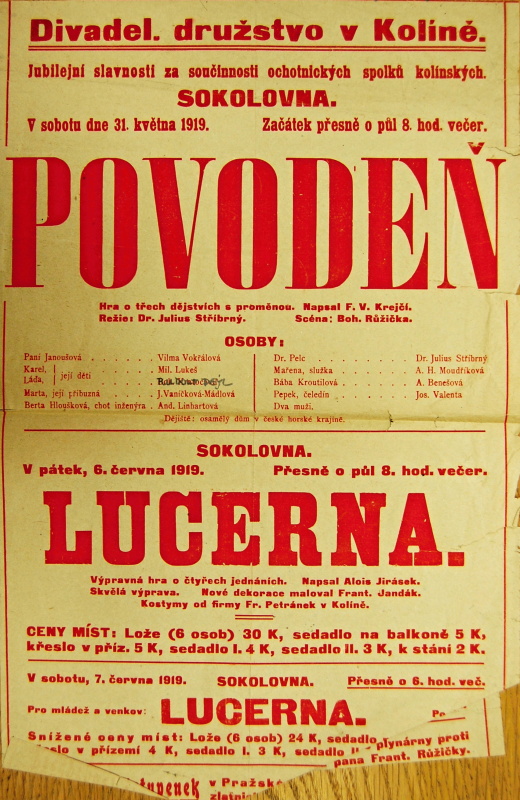 Divadel. družstvo v Kolíně.
Jubilejní slavnosti za součinnosti ochotnických spolků kolínských.
SOKOLOVNA.
V sobotu dne 31. května 1919. Začátek přesně o půl 8. hod. večer.
POVODEŇ
Hra o třech dějstvích s proměnou. Napsal F. V. Krejčí.
Režie: Dr. Julius Stříbrný. Scéna: Boh. Růžička.
OSOBY:
Paní Janoušová . . . . . Vilma Vokřálová
Karel, Mil. Lukeš
Láďa, její děti
Marta, její příbuzná . . . . J.Vaníčková-Mádlová
Berta Hloušková, choť inženýra . And. Linhartová
Dr. Pelc . . . . . Dr. Julius Stříbrný
Mařena, služka . . . . . A. H. Moudříková
Bába Kroutilová . . . . . A. Benešová
Pepek, čeledín . . . . . Jos. Valenta
Dva muži.
Dějiště: osamělý dům v české horské krajině.
SOKOLOVNA.
V pátek, 6. června 1919. Přesně o půl 8. hod. večer.
LUCERNA.
Výpravná hra o čtyřech jednáních. Napsal Alois Jirásek.
Skvělá výprava. Nové dekorace maloval Frant. Jandák.
Kostymy od firmy Fr. Petránek v Kolíně.
CENY MÍST: Lože (6 osob) 30 K, sedadlo na balkoně 5 K,
křeslo v příz. 5 K, sedadlo I. 4 K, sedadlo II. 3 K, k stání 2 K.
V sobotu, 7. června 1919. SOKOLOVNA. Přesně o 6. hod. več.
Pro mládež a venkov: LUCERNA.
Snížené ceny míst: Lože (6 osob) 24 K, sedadlo
v přízemí 4 K, sedadlo I. 3 K, sedadlo II
plynárny proti
pana Frant. Růžičky.
v Pražské